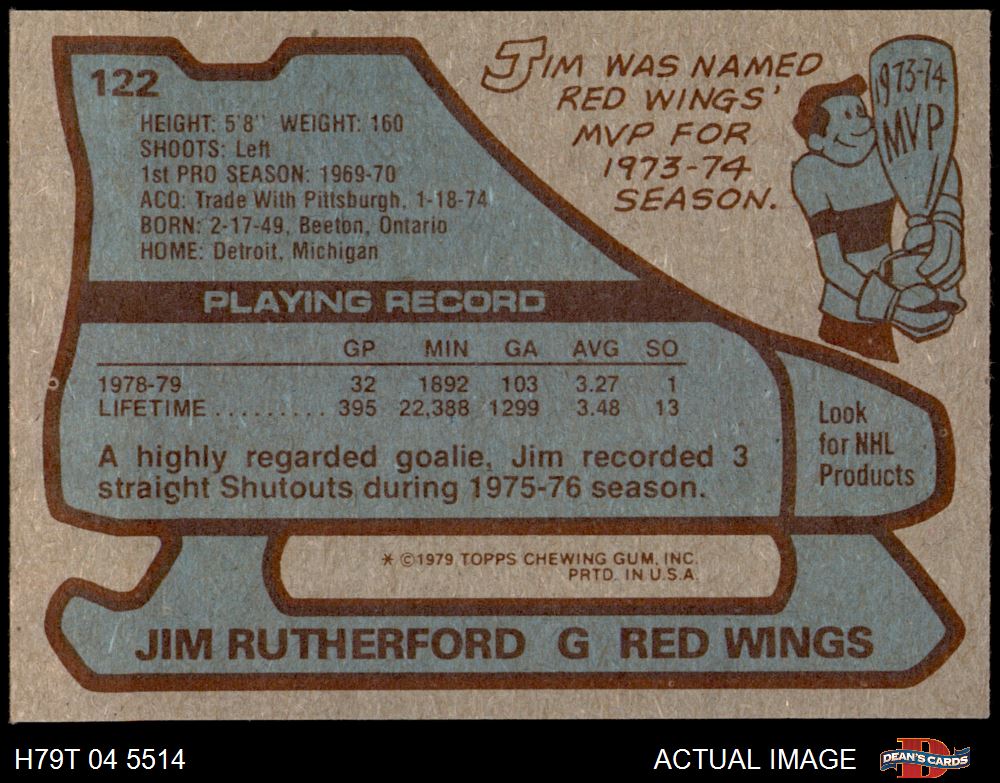 122
HEIGHT: 5'8" WEIGHT: 160
SHOOTS: Left
1st PRO SEASON: 1969-70
ACQ: Trade With Pittsburgh, 1-18-74
BORN: 2-17-49, Beeton, Ontario
HOME: Detroit, Michigan
JIM WAS NAMED
RED WINGS'
MVP FOR
1973-74
SEASON.
1973-74
MVP
PLAYING RECORD
GP MIN GA AVG SO
1978-79 32 1892 103 3.27 1
LIFETIME ......... 395 22,388 1299 3.48 13
A highly regarded goalie, Jim recorded 3
straight Shutouts during 1975-76 season.
Look
for NHL
Products
* ©1979 TOPPS CHEWING GUM, INC.
PRTD. IN U.S.A.
JIM RUTHERFORD G RED WINGS
H79T 04 5514
ACTUAL IMAGE
DEAN'S CARDS